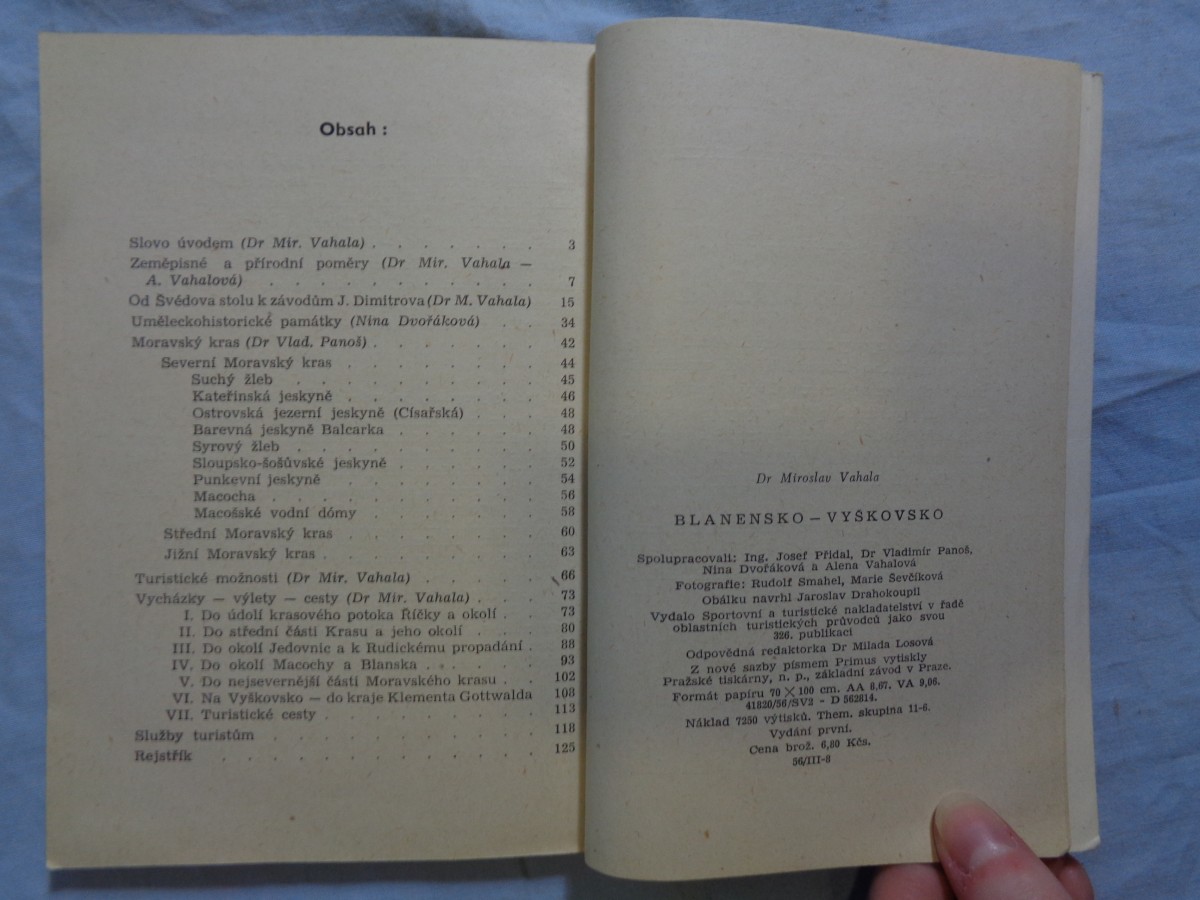 Obsah :
Slovo úvodem (Dr Mir. Vahala) . . . . . . 3
Zeměpisné a přírodní poměry (Dr Mir. Vahala —
A. Vahalová) . . . . . . . . . . . 7
Od Švédova stolu k závodům J. Dimitrova (Dr M. Vahala) 15
Uměleckohistorické památky (Nina Dvořáková) . . 34
Moravský kras (Dr Vlad. Panoš) . . . . . . 42
Severní Moravský kras . . . . . . . 44
Suchý žleb . . . . . . . . . 45
Kateřinská jeskyně . . . . . . . 46
Ostrovská jezerní jeskyně (Císařská) . . . 48
Barevná jeskyně Balcarka . . . . . . 48
Syrový žleb . . . . . . . . . 50
Sloupsko-šošůvské jeskyně . . . . . . 52
Punkevní jeskyně . . . . . . . . 54
Macocha . . . . . . . . . . 56
Macošské vodní dómy . . . . . . . 58
Střední Moravský kras . . . . . . . 60
Jižní Moravský kras . . . . . . . . 63
Turistické možnosti (Dr Mir. Vahala) . . . . 66
Vycházky — výlety — cesty (Dr Mir. Vahala) . . . 73
I. Do údolí krasového potoka Říčky a okolí . . 73
II. Do střední části Krasu a jeho okolí . . . 80
III. Do okolí Jedovnic a k Rudickému propadání . 88
IV. Do okolí Macochy a Blanska . . . . . 93
V. Do nejsevernější části Moravského krasu . . 102
VI. Na Vyškovsko — do kraje Klementa Gottwalda 108
VII. Turistické cesty . . . . . . . . 113
Služby turistům . . . . . . . . . . 118
Rejstřík . . . . . . . . . . . . 125
Dr Miroslav Vahala
BLANENSKO — VYŠKOVSKO
Spolupracovali: Ing. Josef Přidal, Dr Vladimír Panoš,
Nina Dvořáková a Alena Vahalová
Fotografie: Rudolf Smahel, Marie Ševčíková
Obálku navrhl Jaroslav Drahokoupil
Vydalo Sportovní a turistické nakladatelství v řadě
oblastních turistických průvodců jako svou
326. publikaci
Odpovědná redaktorka Dr Milada Losová
Z nové sazby písmem Primus vytiskly
Pražské tiskárny, n. p., základní závod v Praze.
Formát papíru 70 × 100 cm. AA 8,67. VA 9,06.
41820/56/SV2 - D 562614.
Náklad 7250 výtisků. Them. skupina 11-6.
Vydání první.
Cena brož. 6,80 Kčs.
56/III-8